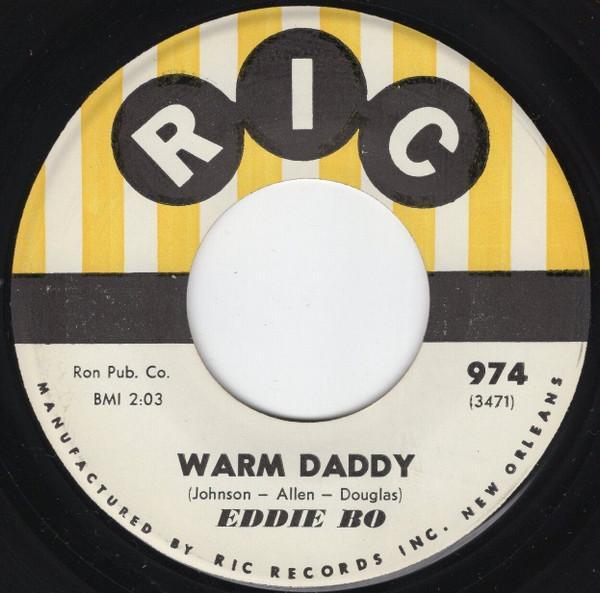 RIC
Ron Pub. Co.
BMI 2:03
974
(3471)
WARM DADDY
(Johnson – Allen – Douglas)
EDDIE BO
MANUFACTURED BY RIC RECORDS INC. NEW ORLEANS